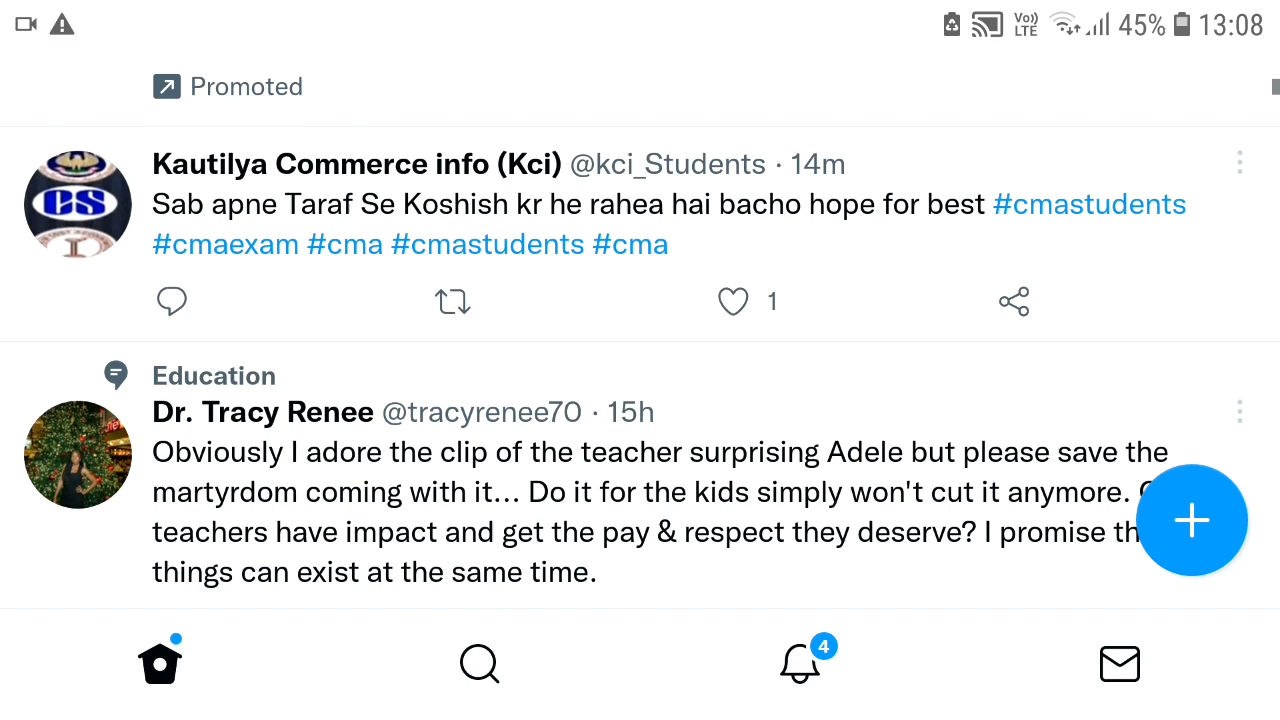 Vo)) LTE 45% 13:08
Promoted
Kautilya Commerce info (Kci) @kci_Students · 14m
Sab apne Taraf Se Koshish kr he rahea hai bacho hope for best #cmastudents
#cmaexam #cma #cmastudents #cma
1
Education
Dr. Tracy Renee @tracyrenee70 · 15h
Obviously I adore the clip of the teacher surprising Adele but please save the
martyrdom coming with it... Do it for the kids simply won't cut it anymore.
teachers have impact and get the pay & respect they deserve? I promise
things can exist at the same time.
4